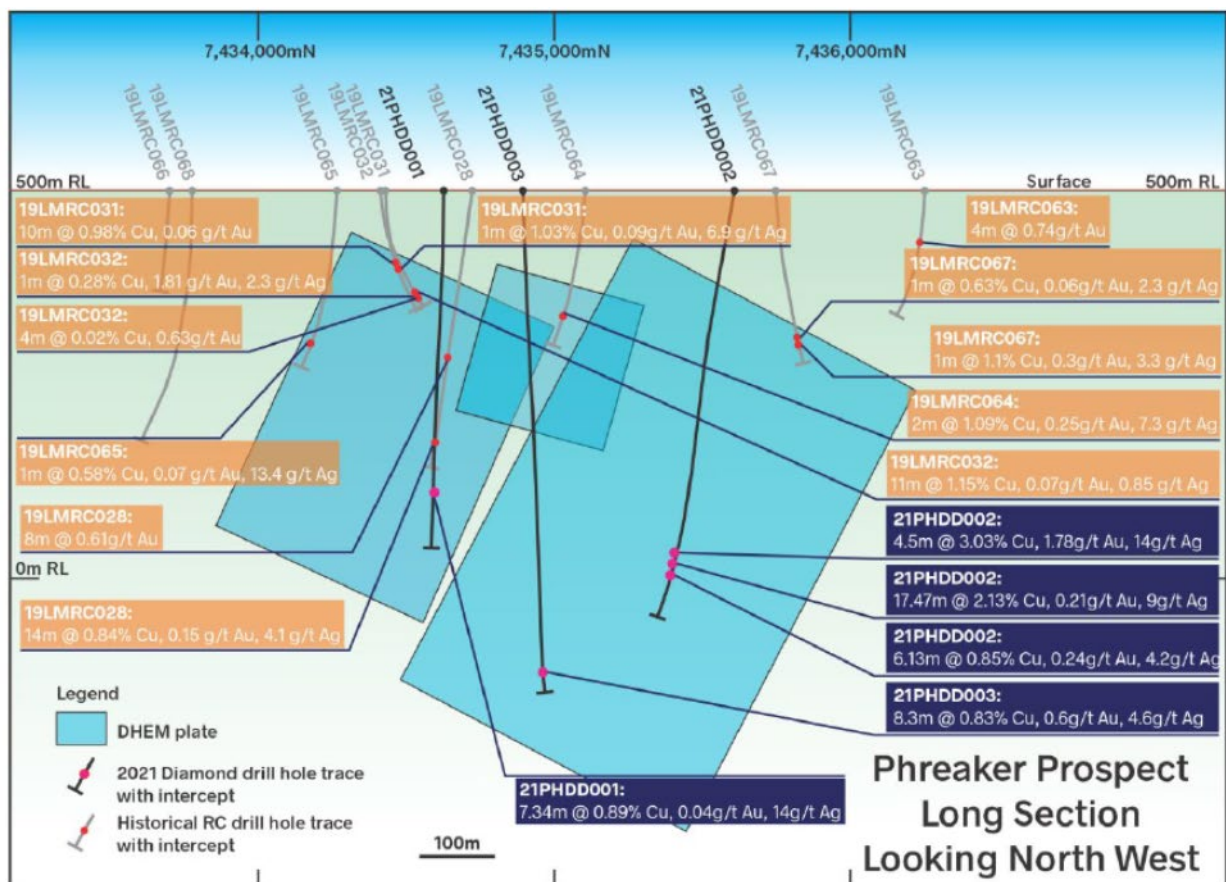 7,434,000mN
7,435,000mN
7,436,000mN
19LMRC066
19LMRC068
19LMRC065
19LMRC032
19LMRC031
21PHDD001
19LMRC028
21PHDD003
19LMRC064
21PHDD002
19LMRC067
19LMRC063
500m RL
Surface
500m RL
19LMRC031:
10m @ 0.98% Cu, 0.06 g/t Au
19LMRC032:
1m @ 0.28% Cu, 1.81 g/t Au, 2.3 g/t Ag
19LMRC032:
4m @ 0.02% Cu, 0.63g/t Au
19LMRC065:
1m @ 0.58% Cu, 0.07 g/t Au, 13.4 g/t Ag
19LMRC028:
8m @ 0.61g/t Au
0m RL
19LMRC028:
14m @ 0.84% Cu, 0.15 g/t Au, 4.1 g/t Ag
19LMRC031:
1m @ 1.03% Cu, 0.09g/t Au, 6.9 g/t Ag
19LMRC063:
4m @ 0.74g/t Au
19LMRC067:
1m @ 0.63% Cu, 0.06g/t Au, 2.3 g/t Ag
19LMRC067:
1m @ 1.1% Cu, 0.3g/t Au, 3.3 g/t Ag
19LMRC064:
2m @ 1.09% Cu, 0.25g/t Au, 7.3 g/t Ag
19LMRC032:
11m @ 1.15% Cu, 0.07g/t Au, 0.85 g/t Ag
21PHDD002:
4.5m @ 3.03% Cu, 1.78g/t Au, 14g/t Ag
21PHDD002:
17.47m @ 2.13% Cu, 0.21g/t Au, 9g/t Ag
21PHDD002:
6.13m @ 0.85% Cu, 0.24g/t Au, 4.2g/t Ag
21PHDD003:
8.3m @ 0.83% Cu, 0.6g/t Au, 4.6g/t Ag
21PHDD001:
7.34m @ 0.89% Cu, 0.04g/t Au, 14g/t Ag
Legend
DHEM plate
2021 Diamond drill hole trace
with intercept
Historical RC drill hole trace
with intercept
100m
Phreaker Prospect
Long Section
Looking North West